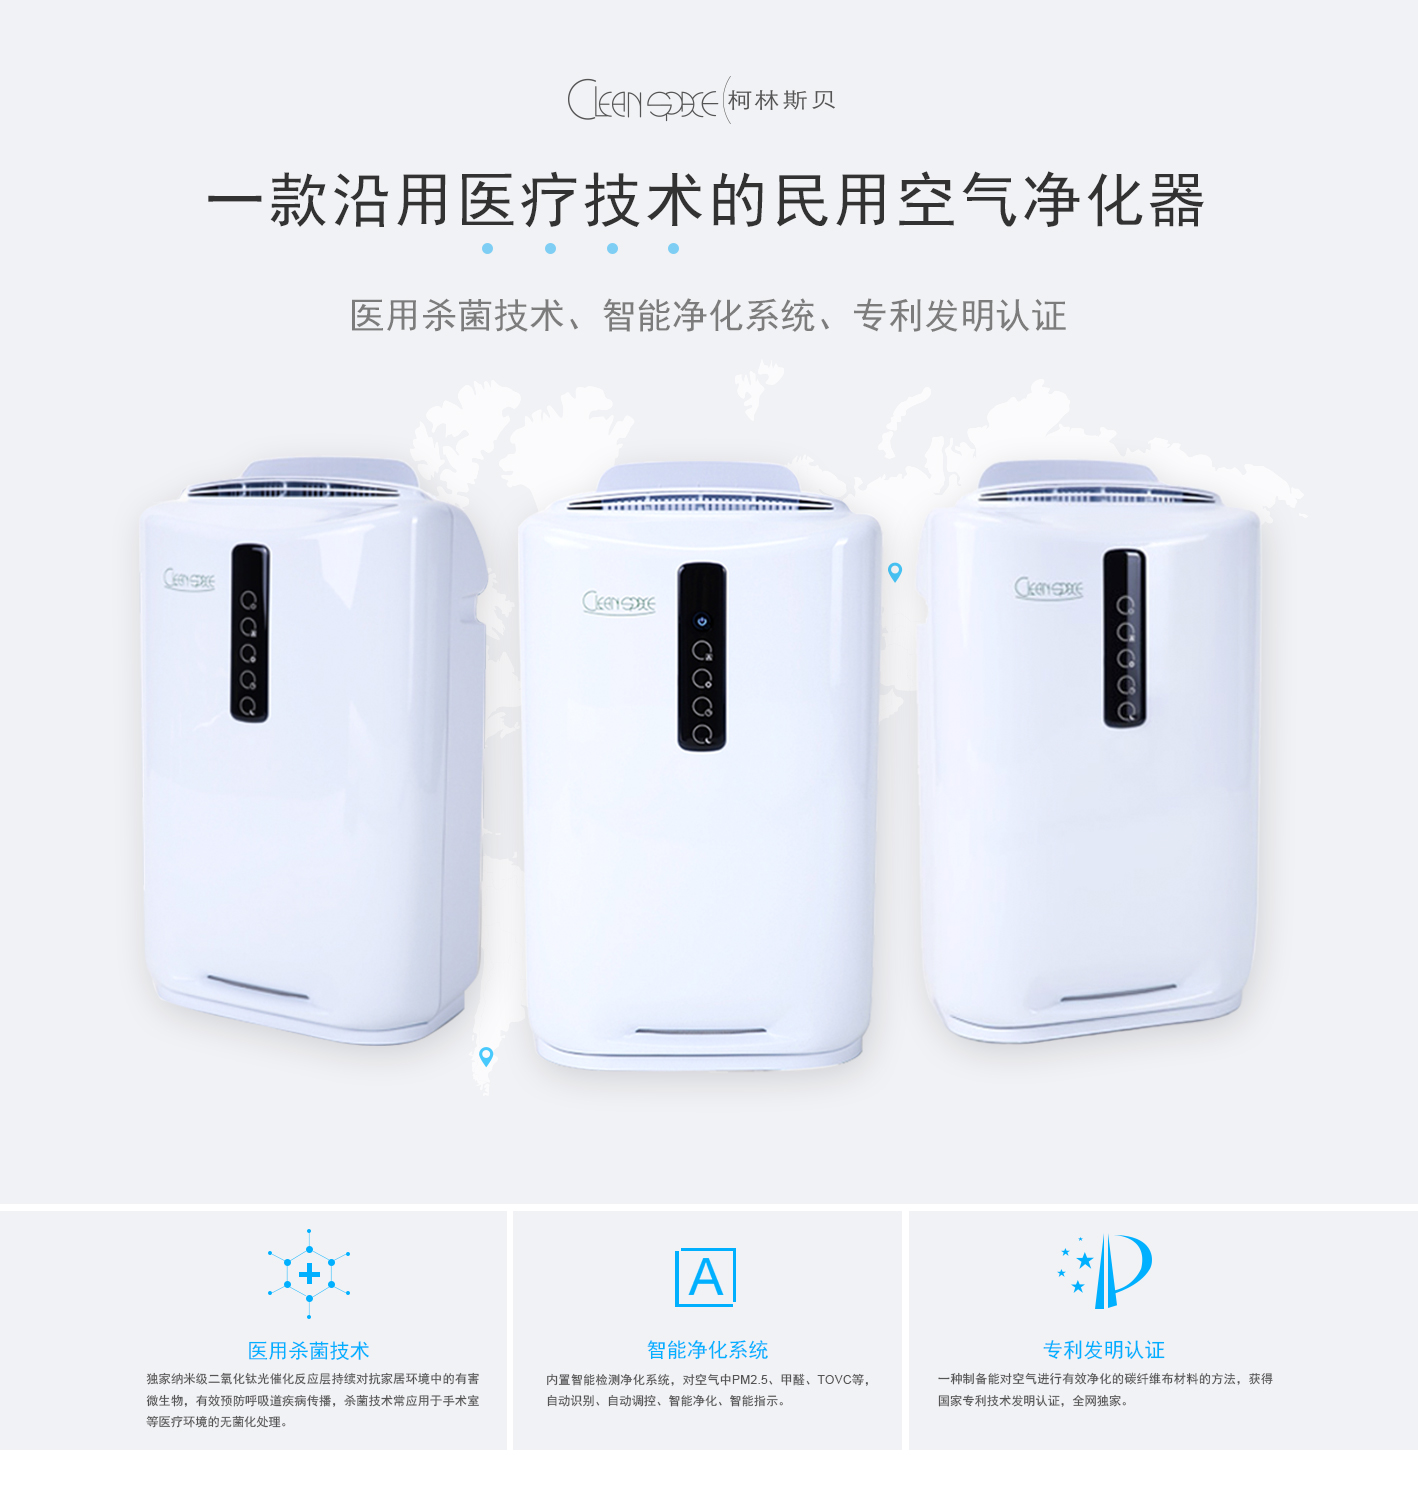 CLEAN SPACE 柯林斯贝
一款沿用医疗技术的民用空气净化器
医用杀菌技术、智能净化系统、专利发明认证
CLEAN SPACE
CLEAN SPACE
CLEAN SPACE
A
医用杀菌技术
独家纳米级二氧化钛光催化反应层持续对抗家居环境中的有害
微生物，有效预防呼吸道疾病传播，杀菌技术常应用于手术室
等医疗环境的无菌化处理。
智能净化系统
内置智能检测净化系统，对空气中PM2.5、甲醛、TOVC等，
自动识别、自动调控、智能净化、智能指示。
专利发明认证
一种制备能对空气进行有效净化的碳纤维布材料的方法，获得
国家专利技术发明认证，全网独家。